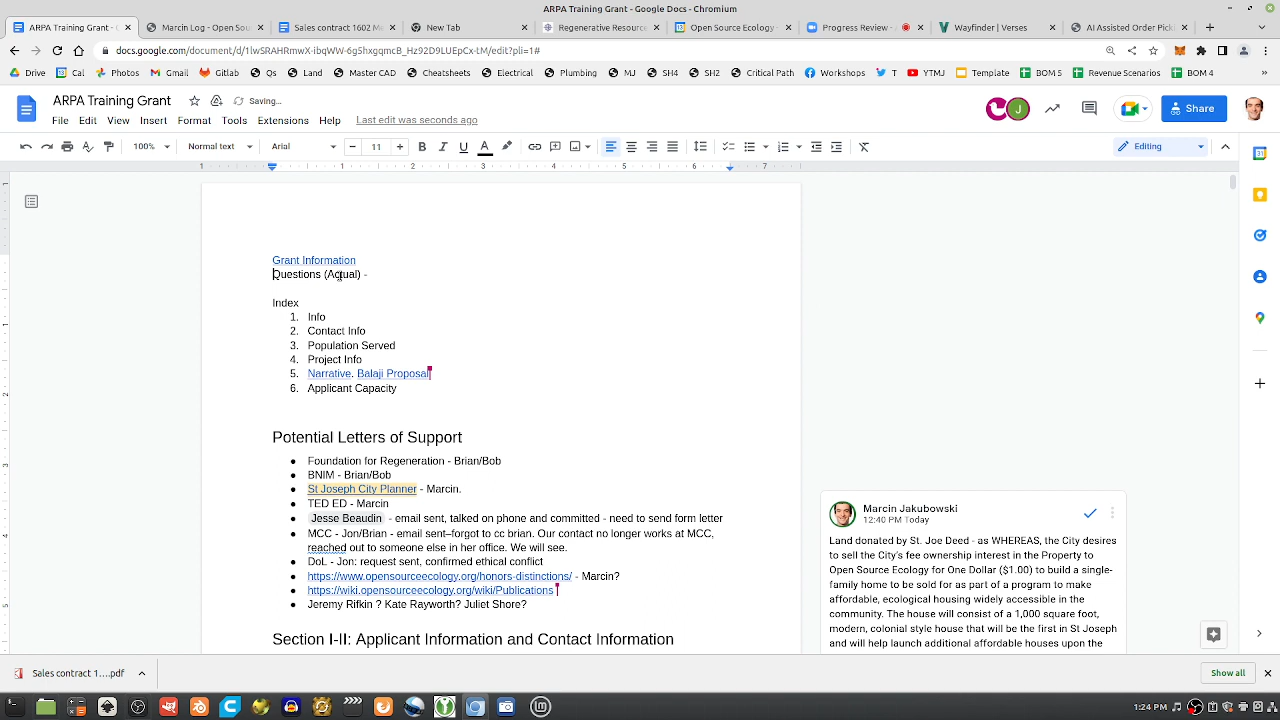 ARPA Training Grant - Google Docs - Chromium
ARPA Training Grant - Go
Marcin Log - Open Sou
Sales contract 1602 M
New Tab
Regenerative Resourc
Open Source Ecology -
Progress Review -
Wayfinder | Verses
AI Assisted Order Pick
docs.google.com/document/d/1lwSRAHRmwX-ibqWW-6g5hxgqmcB_Hz92D9LUEpCx-tM/edit?pli=1#
Drive
Cal
Photos
Gmail
Gitlab
Qs
Land
Master CAD
Cheatsheets
Electrical
Plumbing
MJ
SH4
SH2
Critical Path
Workshops
T
YTMJ
Template
BOM 5
Revenue Scenarios
BOM 4
ARPA Training Grant
Saving...
File Edit View Insert Format Tools Extensions Help Last edit was seconds ago
J
Share
100% Normal text Arial 11 Editing
1 1 2 3 4 5 6 7
Grant Information
Questions (Actual) -
Index
1. Info
2. Contact Info
3. Population Served
4. Project Info
5. Narrative. Balaji Proposal
6. Applicant Capacity
Potential Letters of Support
● Foundation for Regeneration - Brian/Bob
● BNIM - Brian/Bob
● St Joseph City Planner - Marcin.
● TED ED - Marcin
● Jesse Beaudin - email sent, talked on phone and committed - need to send form letter
● MCC - Jon/Brian - email sent–forgot to cc brian. Our contact no longer works at MCC,
reached out to someone else in her office. We will see.
● DoL - Jon: request sent, confirmed ethical conflict
● https://www.opensourceecology.org/honors-distinctions/ - Marcin?
● https://wiki.opensourceecology.org/wiki/Publications
● Jeremy Rifkin ? Kate Rayworth? Juliet Shore?
Section I-II: Applicant Information and Contact Information
Marcin Jakubowski
12:40 PM Today
Land donated by St. Joe Deed - as WHEREAS, the City desires
to sell the City's fee ownership interest in the Property to
Open Source Ecology for One Dollar ($1.00) to build a single-
family home to be sold for as part of a program to make
affordable, ecological housing widely accessible in the
community. The house will consist of a 1,000 square foot,
modern, colonial style house that will be the first in St Joseph
and will help launch additional affordable houses upon the
Sales contract 1....pdf
Show all
1:24 PM